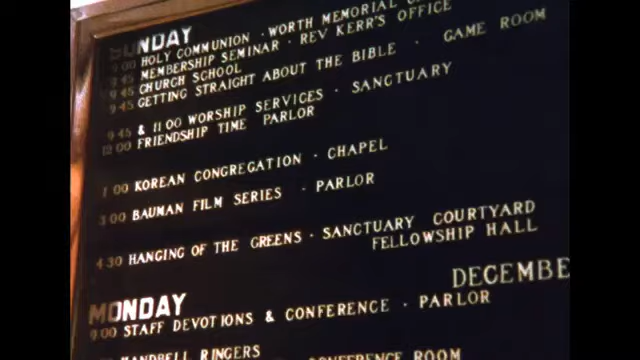 SUNDAY
9 00 HOLY COMMUNION · WORTH MEMORIAL
9 45 MEMBERSHIP SEMINAR · REV KERR'S OFFICE
9 45 CHURCH SCHOOL
9 45 GETTING STRAIGHT ABOUT THE BIBLE · GAME ROOM
9 45 & 11 00 WORSHIP SERVICES · SANCTUARY
12 00 FRIENDSHIP TIME PARLOR
1 00 KOREAN CONGREGATION · CHAPEL
3 00 BAUMAN FILM SERIES · PARLOR
4 30 HANGING OF THE GREENS · SANCTUARY COURTYARD
FELLOWSHIP HALL
DECEMBE
MONDAY
9 00 STAFF DEVOTIONS & CONFERENCE · PARLOR
HANDBELL RINGERS
CONFERENCE ROOM